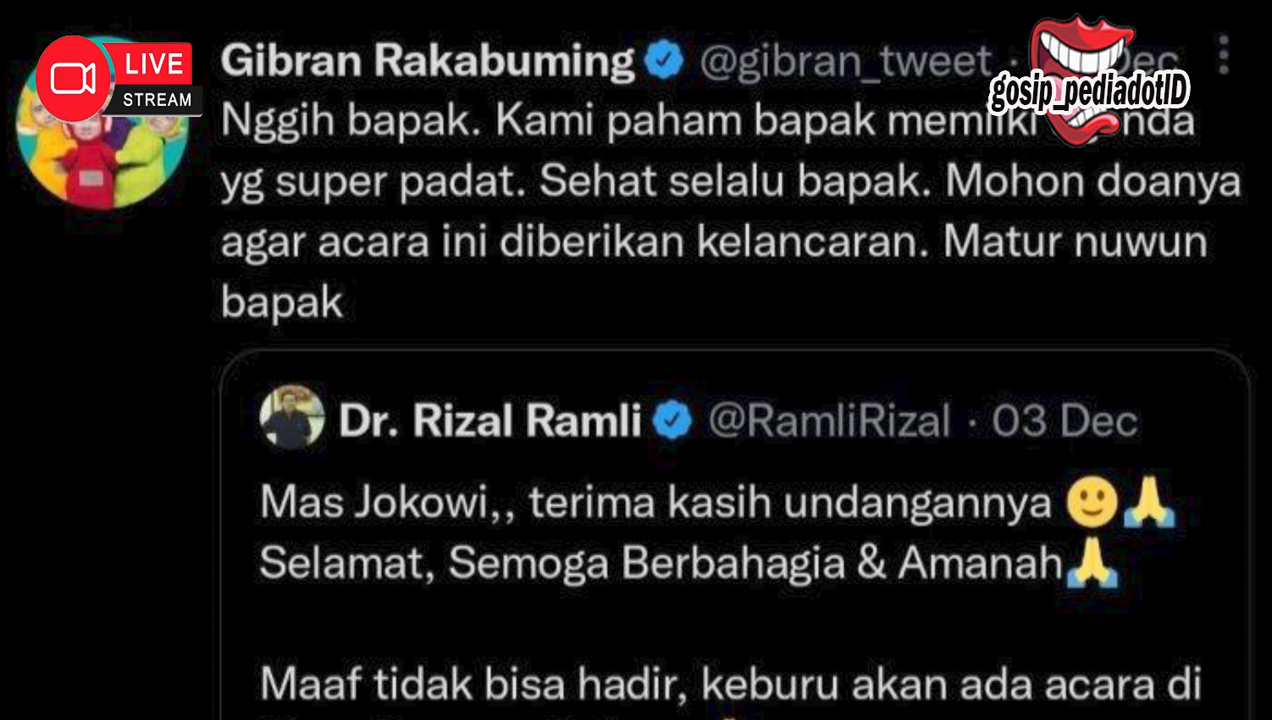 LIVE
STREAM
Gibran Rakabuming @gibran_tweet · Dec
gosip_pediadotID
Nggih bapak. Kami paham bapak memiliki
yg super padat. Sehat selalu bapak. Mohon doanya
agar acara ini diberikan kelancaran. Matur nuwun
bapak
Dr. Rizal Ramli @RamliRizal · 03 Dec
Mas Jokowi,, terima kasih undangannya 🙂🙏
Selamat, Semoga Berbahagia & Amanah🙏
Maaf tidak bisa hadir, keburu akan ada acara di